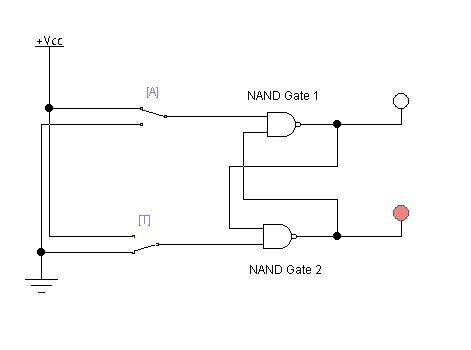 +Vcc
[A]
NAND Gate 1
[T]
NAND Gate 2